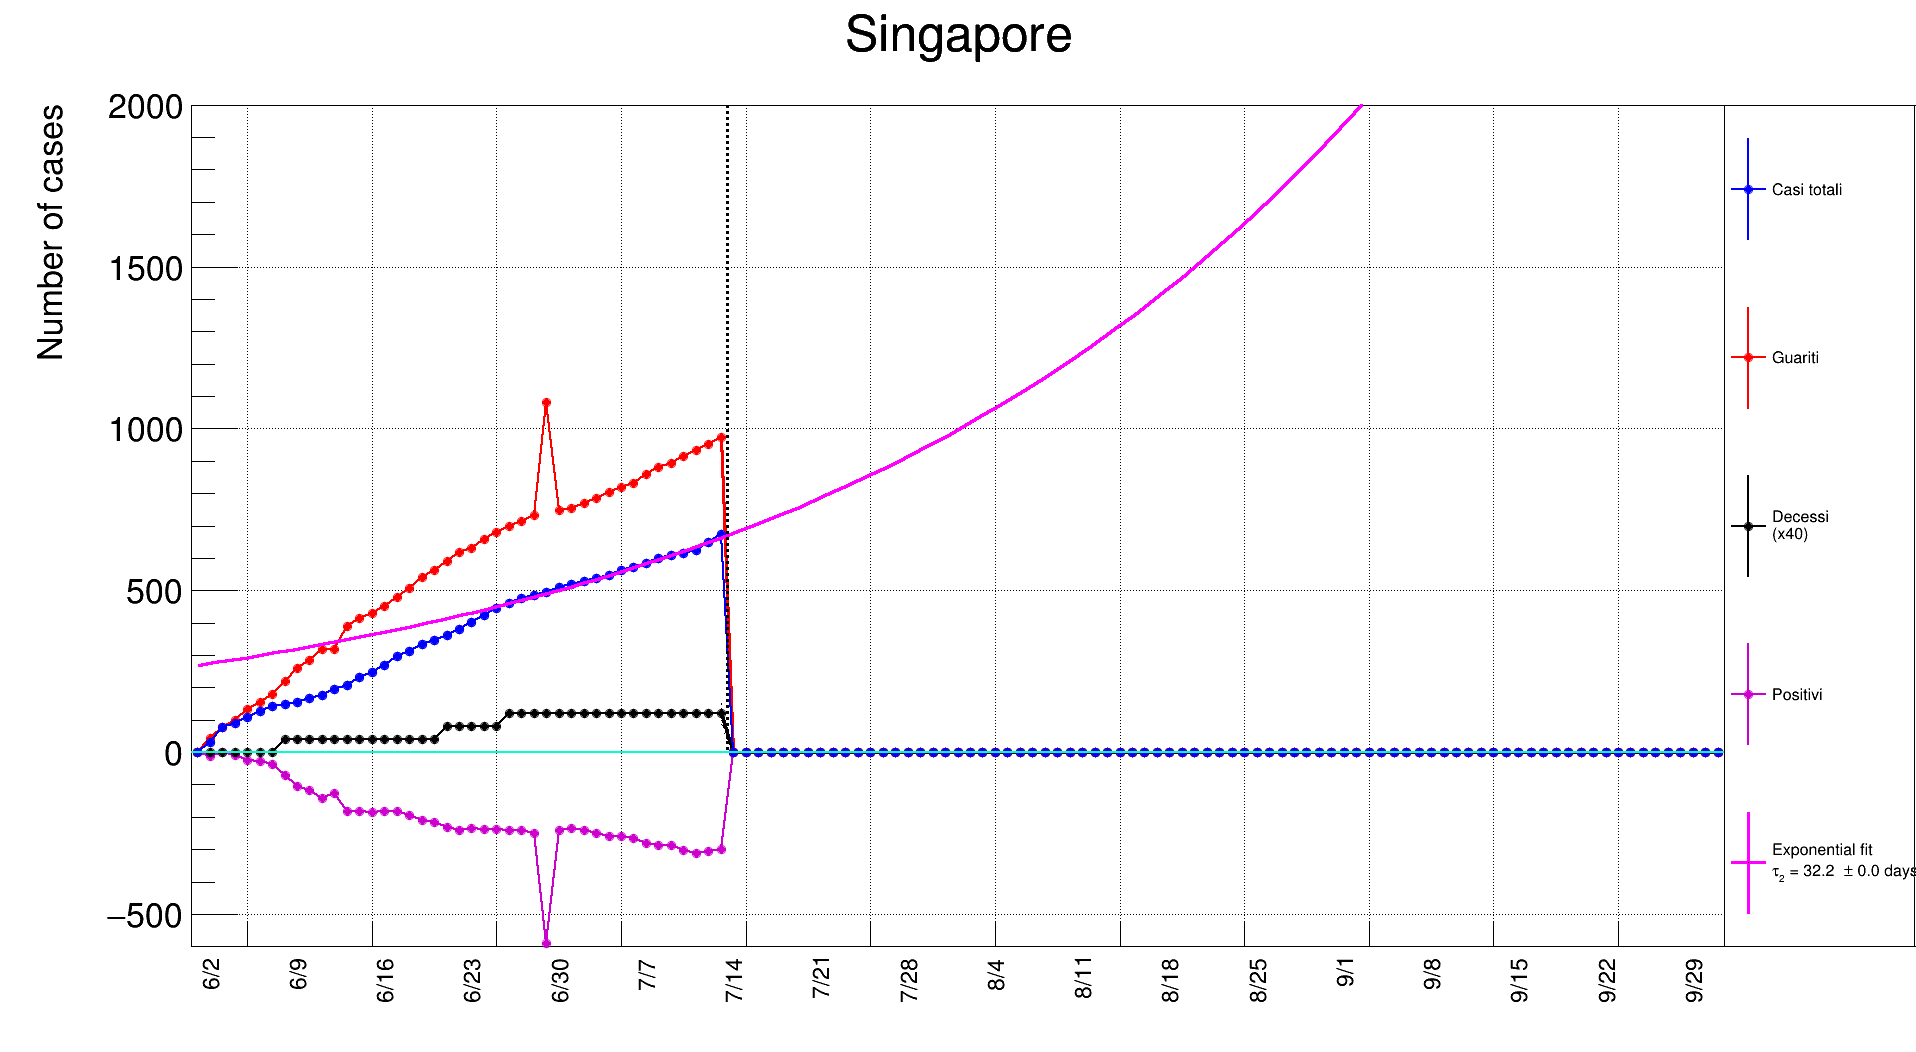 Singapore
Number of cases
2000
1500
1000
500
0
−500
6/2
6/9
6/16
6/23
6/30
7/7
7/14
7/21
7/28
8/4
8/11
8/18
8/25
9/1
9/8
9/15
9/22
9/29
Casi totali
Guariti
Decessi
(x40)
Positivi
Exponential fit
τ2 = 32.2 ± 0.0 days